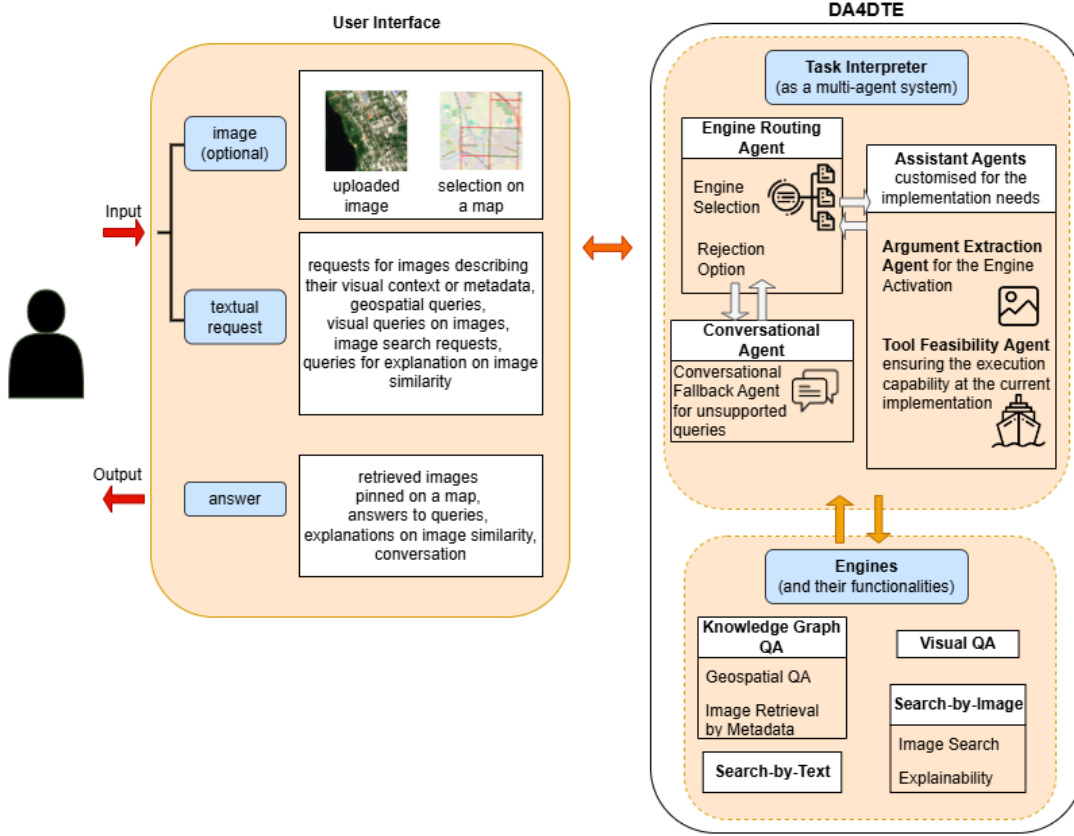 User Interface
image
(optional)
uploaded
image
selection on
a map
Input
textual
request
requests for images describing
their visual context or metadata,
geospatial queries,
visual queries on images,
image search requests,
queries for explanation on image
similarity
Output
answer
retrieved images
pinned on a map,
answers to queries,
explanations on image similarity,
conversation
DA4DTE
Task Interpreter
(as a multi-agent system)
Engine Routing
Agent
Engine
Selection
Rejection
Option
Assistant Agents
customised for the
implementation needs
Argument Extraction
Agent for the Engine
Activation
Tool Feasibility Agent
ensuring the execution
capability at the current
implementation
Conversational
Agent
Conversational
Fallback Agent
for unsupported
queries
Engines
(and their functionalities)
Knowledge Graph
QA
Geospatial QA
Image Retrieval
by Metadata
Visual QA
Search-by-Image
Image Search
Explainability
Search-by-Text